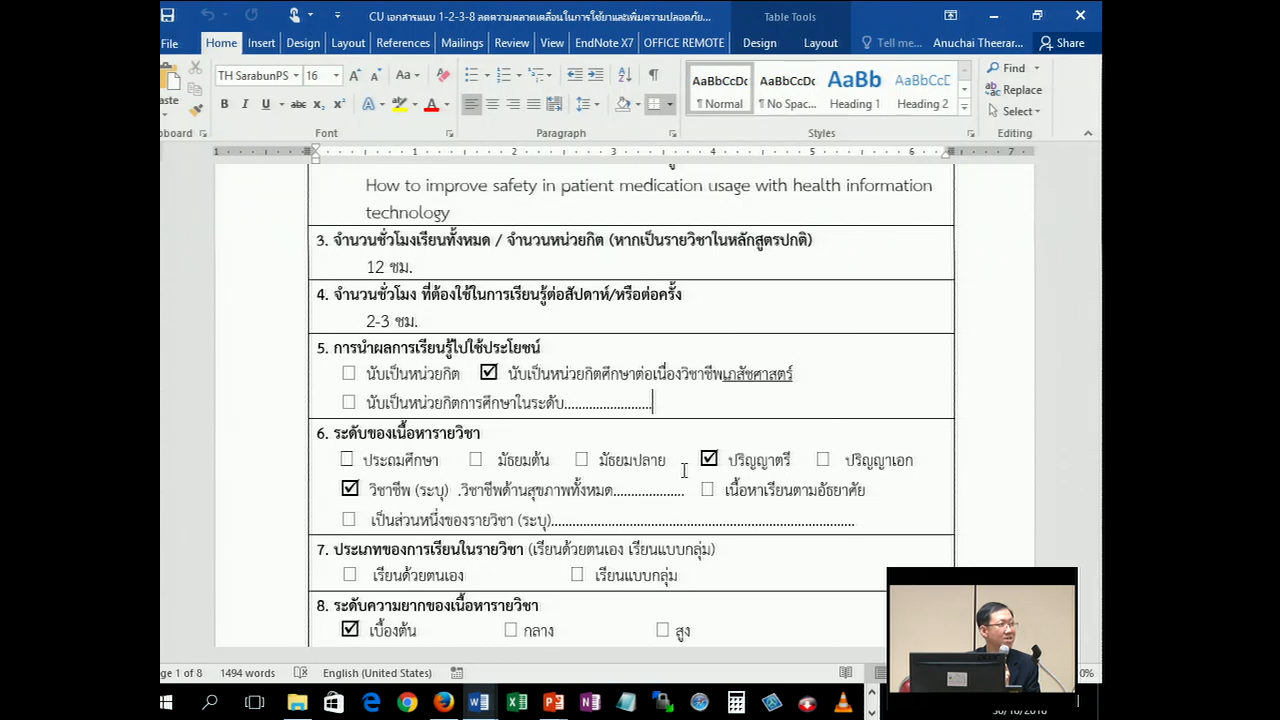 CU เอกสารแนบ 1-2-3-8 ลดความคลาดเคลื่อนในการใช้ยาและเพิ่มความปลอดภัย...
Table Tools
File Home Insert Design Layout References Mailings Review View EndNote X7 OFFICE REMOTE Design Layout Tell me... Anuchai Theerar... Share
TH SarabunPS 16 Aa
AaBbCcDc AaBbCcDc AaBb AaBbCcD
¶ Normal ¶ No Spac... Heading 1 Heading 2
Find
Replace
Select
aste
B I U abc x₂ x² A A
pboard Font Paragraph Styles Editing
1 1 2 3 4 5 6 7
How to improve safety in patient medication usage with health information
technology
3. จำนวนชั่วโมงเรียนทั้งหมด / จำนวนหน่วยกิต (หากเป็นรายวิชาในหลักสูตรปกติ)
12 ชม.
4. จำนวนชั่วโมง ที่ต้องใช้ในการเรียนรู้ต่อสัปดาห์/หรือต่อครั้ง
2-3 ชม.
5. การนำผลการเรียนรู้ไปใช้ประโยชน์
☐ นับเป็นหน่วยกิต ☑ นับเป็นหน่วยกิตศึกษาต่อเนื่องวิชาชีพเภสัชศาสตร์
☐ นับเป็นหน่วยกิตการศึกษาในระดับ........................
6. ระดับของเนื้อหารายวิชา
☐ ประถมศึกษา ☐ มัธยมต้น ☐ มัธยมปลาย ☑ ปริญญาตรี ☐ ปริญญาเอก
☑ วิชาชีพ (ระบุ) .วิชาชีพด้านสุขภาพทั้งหมด.................... ☐ เนื้อหาเรียนตามอัธยาศัย
☐ เป็นส่วนหนึ่งของรายวิชา (ระบุ)....................................................................................
7. ประเภทของการเรียนในรายวิชา (เรียนด้วยตนเอง เรียนแบบกลุ่ม)
☐ เรียนด้วยตนเอง ☐ เรียนแบบกลุ่ม
8. ระดับความยากของเนื้อหารายวิชา
☑ เบื้องต้น ☐ กลาง ☐ สูง
ge 1 of 8 1494 words English (United States) 0%